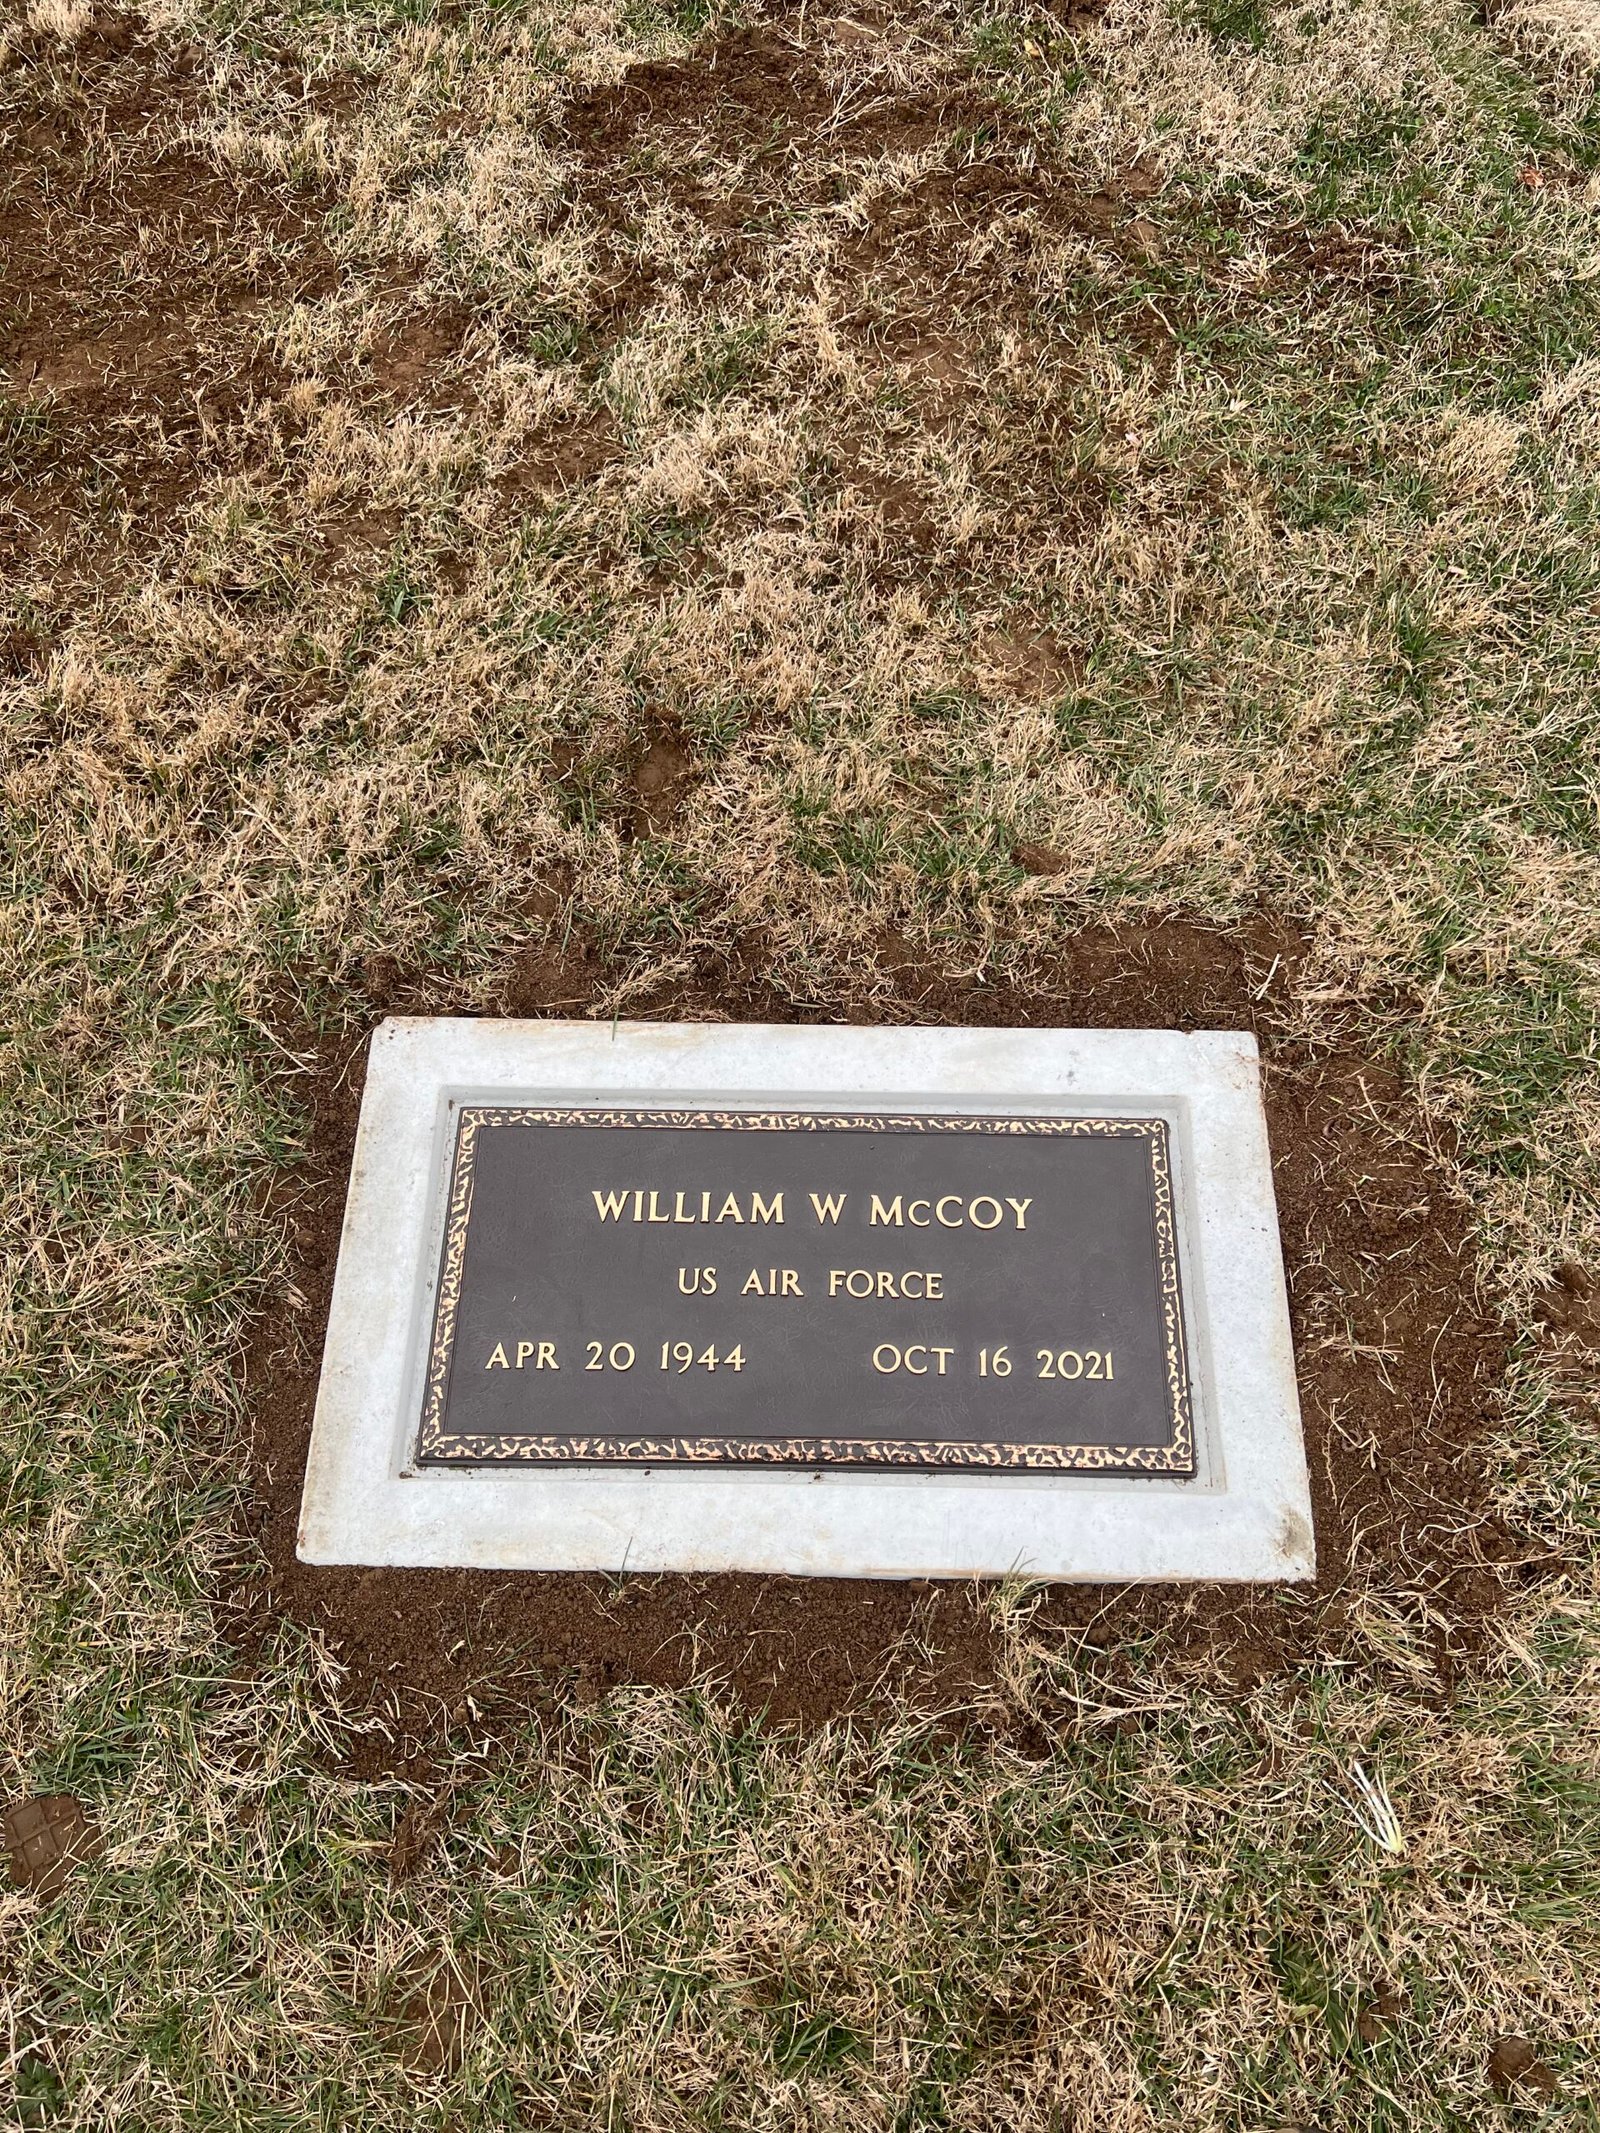 WILLIAM W McCOY
US AIR FORCE
APR 20 1944 OCT 16 2021